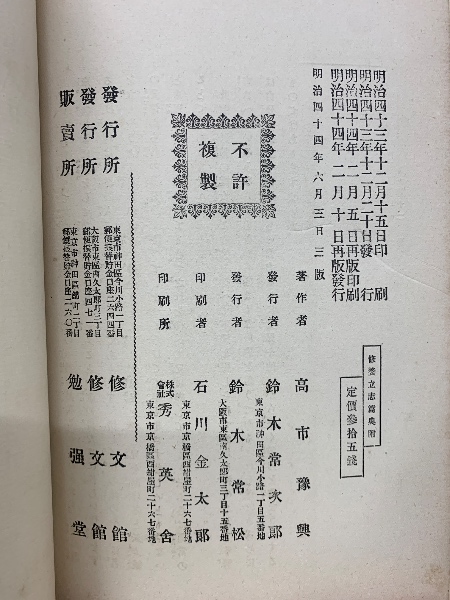 明治四十三年十二月十五日印刷
明治四十三年十二月二十日發行
明治四十四年二月五日再版印刷
明治四十四年二月十日再版發行
明治四十四年六月三日三版
不許
複製
修養立志篇奥附
定價參拾五錢
著作者 高市豫興
發行者 鈴木常次郎
東京市神田區今川小路二丁目五番地
發行者 鈴木常松
大阪市東區南久太郎町三丁目十五番地
印刷者 石川金太郎
東京市京橋區西紺屋町二十六七番地
印刷所 株式會社 秀英舍
東京市京橋區西紺屋町二十六七番地
發行所 修文館
發行所 修文館
販賣所 勉强堂